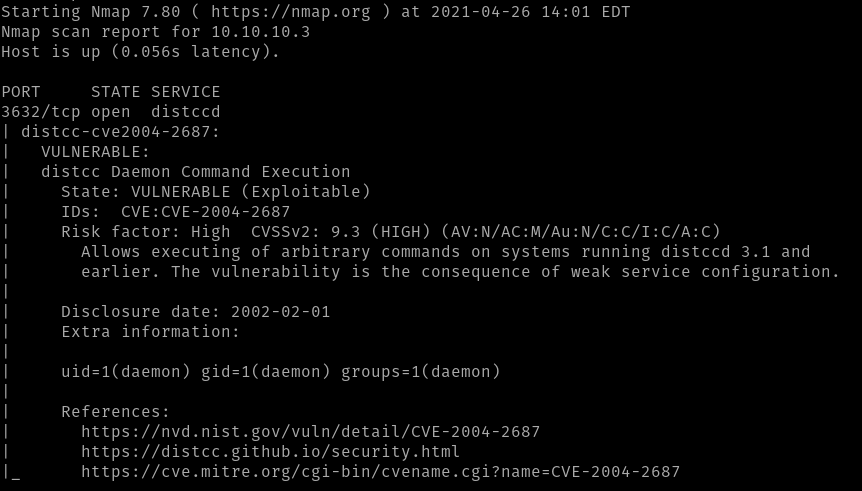 Starting Nmap 7.80 ( https://nmap.org ) at 2021-04-26 14:01 EDT
Nmap scan report for 10.10.10.3
Host is up (0.056s latency).
PORT     STATE SERVICE
3632/tcp open  distccd
| distcc-cve2004-2687:
|   VULNERABLE:
|   distcc Daemon Command Execution
|     State: VULNERABLE (Exploitable)
|     IDs:  CVE:CVE-2004-2687
|     Risk factor: High  CVSSv2: 9.3 (HIGH) (AV:N/AC:M/Au:N/C:C/I:C/A:C)
|       Allows executing of arbitrary commands on systems running distccd 3.1 and
|       earlier. The vulnerability is the consequence of weak service configuration.
|
|     Disclosure date: 2002-02-01
|     Extra information:
|
|     uid=1(daemon) gid=1(daemon) groups=1(daemon)
|
|     References:
|       https://nvd.nist.gov/vuln/detail/CVE-2004-2687
|       https://distcc.github.io/security.html
|_      https://cve.mitre.org/cgi-bin/cvename.cgi?name=CVE-2004-2687